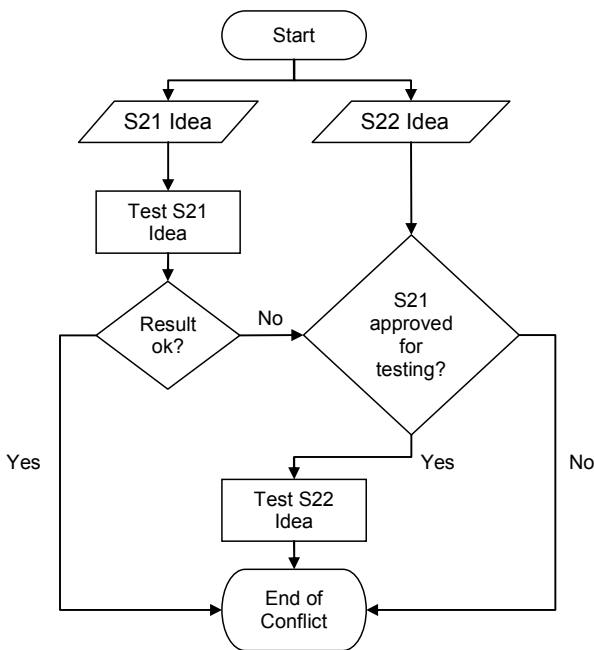 Start
S21 Idea
S22 Idea
Test S21
Idea
Result
ok?
No
S21
approved
for
testing?
Yes
Yes
No
Test S22
Idea
End of
Conflict